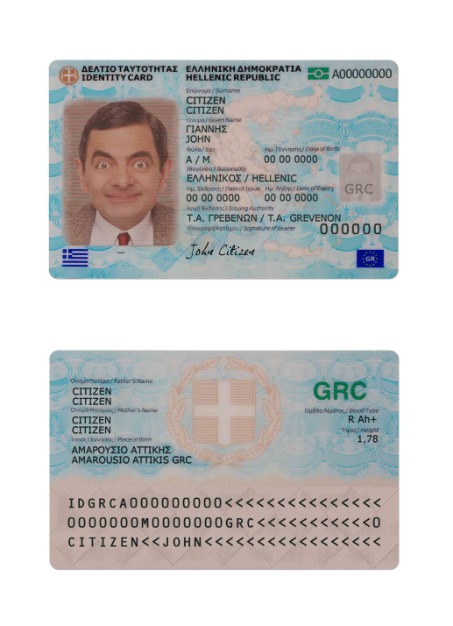 ΔΕΛΤΙΟ ΤΑΥΤΟΤΗΤΑΣ ΕΛΛΗΝΙΚΗ ΔΗΜΟΚΡΑΤΙΑ
IDENTITY CARD HELLENIC REPUBLIC A00000000
Επώνυμο / Surname
CITIZEN
CITIZEN
Όνομα / Given Name
ΓΙΑΝΝΗΣ
JOHN
Φύλο / Sex Ημ. Γέννησης / Date of Birth
A / M 00 00 0000
Ιθαγένεια / Nationality
ΕΛΛΗΝΙΚΟΣ / HELLENIC GRC
Ημ. Έκδοσης / Date of Issue Ημ. Λήξης / Date of Expiry
00 00 0000 00 00 0000
Αρχή Έκδοσης / Issuing Authority
Τ.Α. ΓΡΕΒΕΝΩΝ / T.A. GREVENON
Υπογραφή Κατόχου / Signature of Bearer 000000
John Citizen
GR
Όνομα Πατέρα / Father's Name
CITIZEN
CITIZEN
Όνομα Μητέρας / Mother's Name
CITIZEN
CITIZEN
Τόπος Γέννησης / Place of Birth
ΑΜΑΡΟΥΣΙΟ ΑΤΤΙΚΗΣ
AMAROUSIO ATTIKIS GRC
GRC
Ομάδα Αίματος / Blood Type
R Ah+
Ύψος / Height
1,78
IDGRCA000000000<<<<<<<<<<<<<<<
0000000M0000000GRC<<<<<<<<<<<0
CITIZEN<<JOHN<<<<<<<<<<<<<<<<<